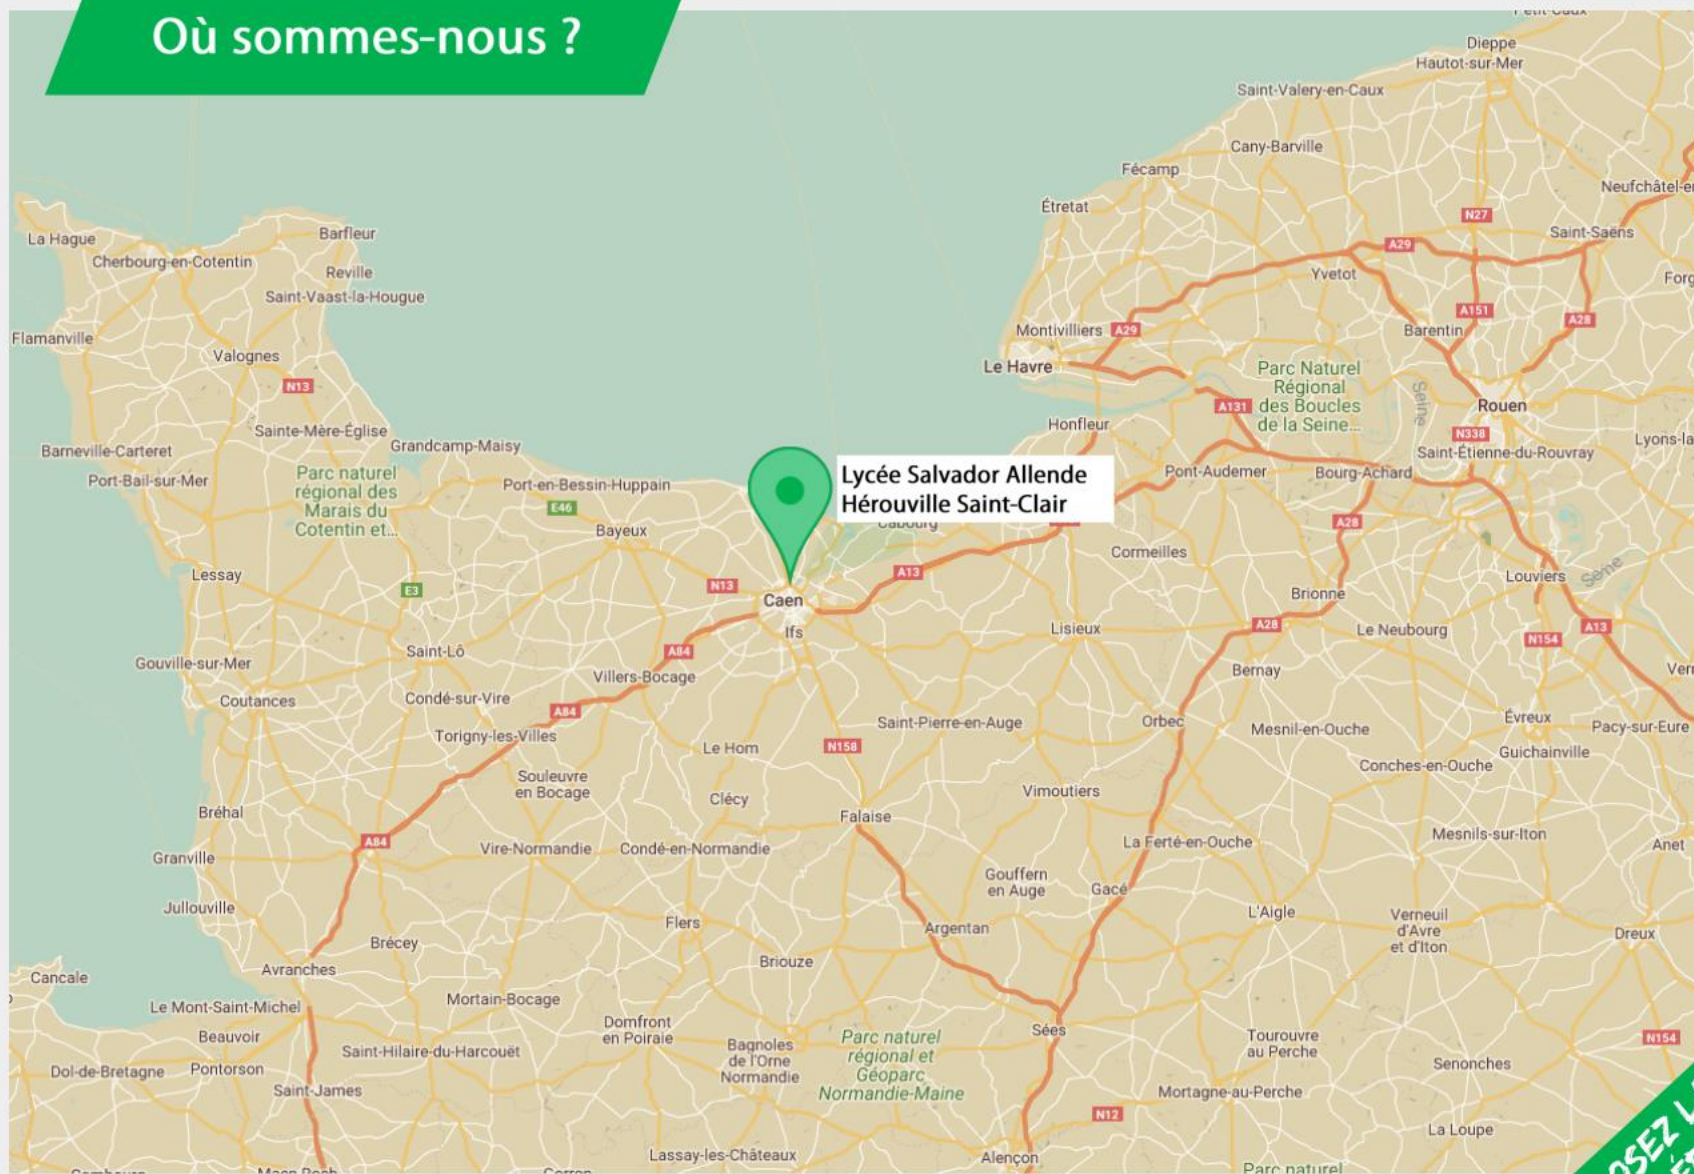 Où sommes-nous ?
Dieppe
Hautot-sur-Mer
Saint-Valery-en-Caux
Cany-Barville
Fécamp
Étretat
N27
Saint-Saëns
A29
Yvetot
La Hague
Barfleur
Cherbourg-en-Cotentin
Reville
Saint-Vaast-la-Hougue
Flamanville
Valognes
N13
Montivilliers
A29
A151
A28
Barentin
Le Havre
Parc Naturel
Régional
des Boucles
de la Seine...
A131
Seine
Rouen
Honfleur
N338
Saint-Étienne-du-Rouvray
Sainte-Mère-Église
Grandcamp-Maisy
Barneville-Carteret
Port-Bail-sur-Mer
Parc naturel
régional des
Marais du
Cotentin et...
Port-en-Bessin-Huppain
E46
Bayeux
Lycée Salvador Allende
Hérouville Saint-Clair
Cabourg
Pont-Audemer
Bourg-Achard
A28
Cormeilles
Lessay
E3
N13
Caen
A13
Louviers
Seine
Brionne
Ifs
Lisieux
A28
Le Neubourg
A13
N154
Saint-Lô
A84
Gouville-sur-Mer
Villers-Bocage
Bernay
Coutances
Condé-sur-Vire
A84
Torigny-les-Villes
Saint-Pierre-en-Auge
Orbec
Mesnil-en-Ouche
Évreux
Pacy-sur-Eure
Guichainville
Le Hom
N158
Conches-en-Ouche
Souleuvre
en Bocage
Clécy
Vimoutiers
Bréhal
Falaise
A84
Vire-Normandie
Condé-en-Normandie
La Ferté-en-Ouche
Mesnils-sur-Iton
Anet
Granville
Gouffern
en Auge
Gacé
Jullouville
Flers
Argentan
L'Aigle
Verneuil
d'Avre
et d'Iton
Dreux
Brécey
Briouze
Cancale
Avranches
Le Mont-Saint-Michel
Mortain-Bocage
Beauvoir
Domfront
en Poiraie
Sées
Tourouvre
au Perche
N154
Dol-de-Bretagne
Pontorson
Saint-Hilaire-du-Harcouët
Bagnoles
de l'Orne
Normandie
Parc naturel
régional et
Géoparc
Normandie-Maine
Senonches
Saint-James
Mortagne-au-Perche
N12
La Loupe
Lassay-les-Châteaux
Alençon
Parc naturel